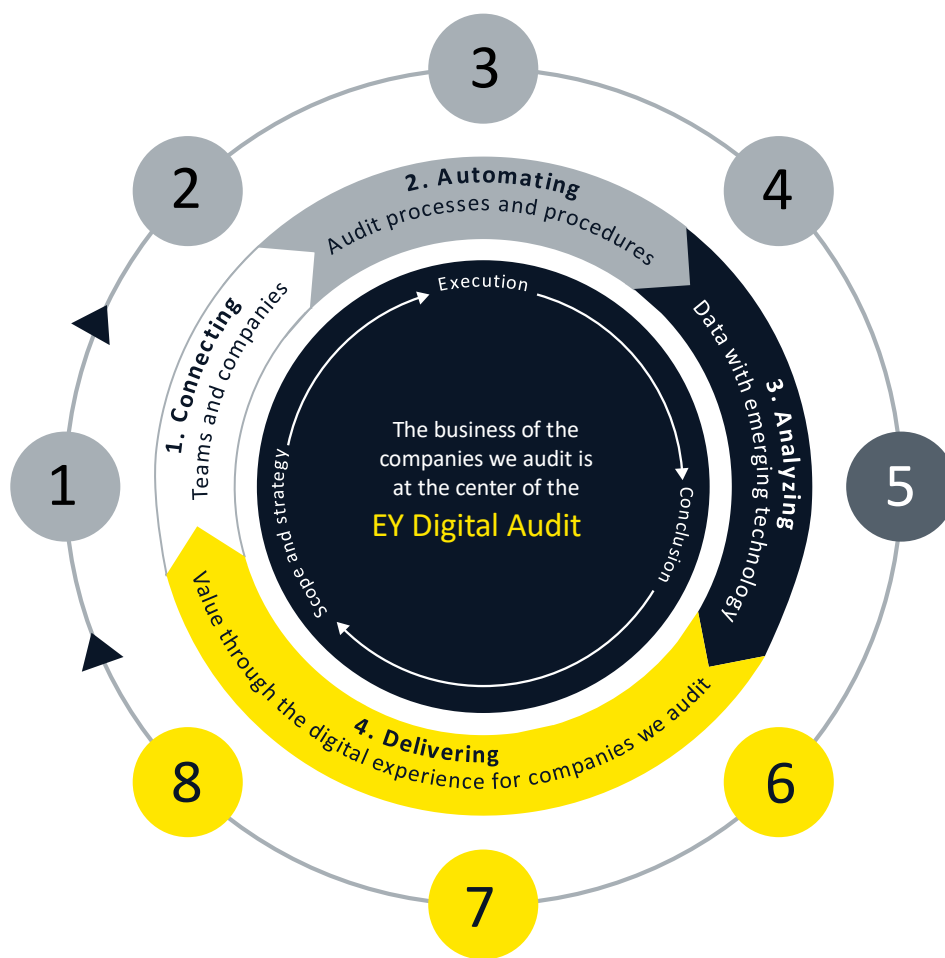 3
2
4
2. Automating
Audit processes and procedures
Execution
1. Connecting
Teams and companies
3. Analyzing
Data with emerging technology
The business of the
companies we audit is
at the center of the
EY Digital Audit
1
5
Scope and strategy
Conclusion
4. Delivering
Value through the digital experience for companies we audit
8
6
7